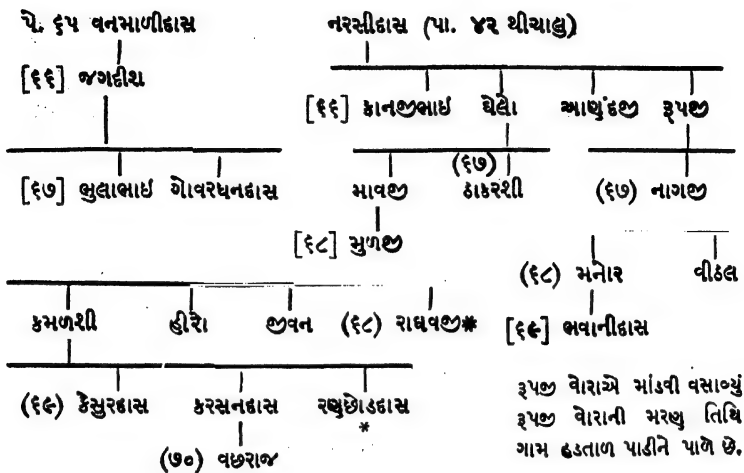 પે. ૬૫ વનમાળીદાસ નરસીદાસ (પા. ૪૨ થીચાલુ)
[૬૬] જગદીશ
[૬૬] કાનજીભાઈ ઘેલો આણુંદજી રૂપજી
(૬૭)
[૬૭] ભુલાભાઈ ગોવરધનદાસ માવજી ઠાકરશી (૬૭) નાગજી
[૬૮] મુળજી
(૬૮) મનોર વીઠલ
કમળશી હીરો જીવન (૬૮) રાઘવજી* [૬૯] ભવાનીદાસ
(૬૯) કેસુરદાસ કરસનદાસ રણછોડદાસ
*
(૭૦) વછરાજ
રૂપજી વોરાએ માંડવી વસાવ્યું
રૂપજી વોરાની મરણ તિથિ
ગામ હડતાળ પાડીને પાળે છે.